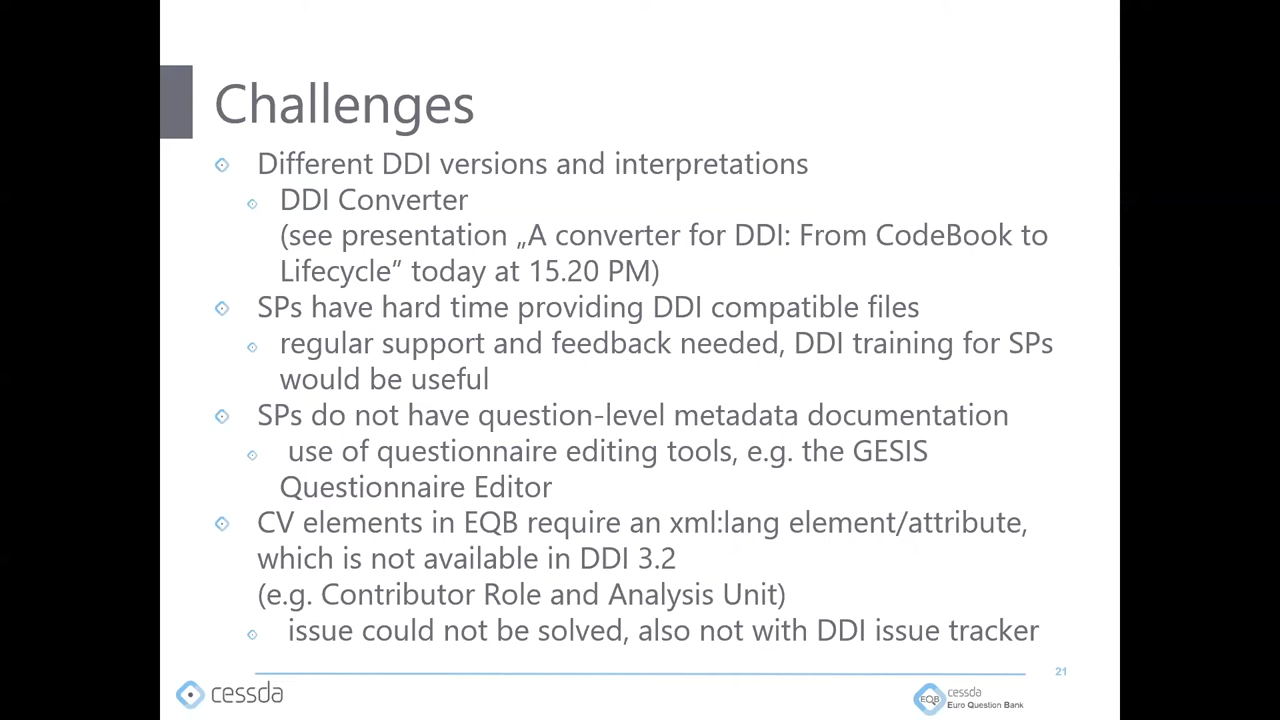 Challenges
Different DDI versions and interpretations
DDI Converter
(see presentation „A converter for DDI: From CodeBook to
Lifecycle” today at 15.20 PM)
SPs have hard time providing DDI compatible files
regular support and feedback needed, DDI training for SPs
would be useful
SPs do not have question-level metadata documentation
use of questionnaire editing tools, e.g. the GESIS
Questionnaire Editor
CV elements in EQB require an xml:lang element/attribute,
which is not available in DDI 3.2
(e.g. Contributor Role and Analysis Unit)
issue could not be solved, also not with DDI issue tracker
21
cessda
EQB
cessda
Euro Question Bank